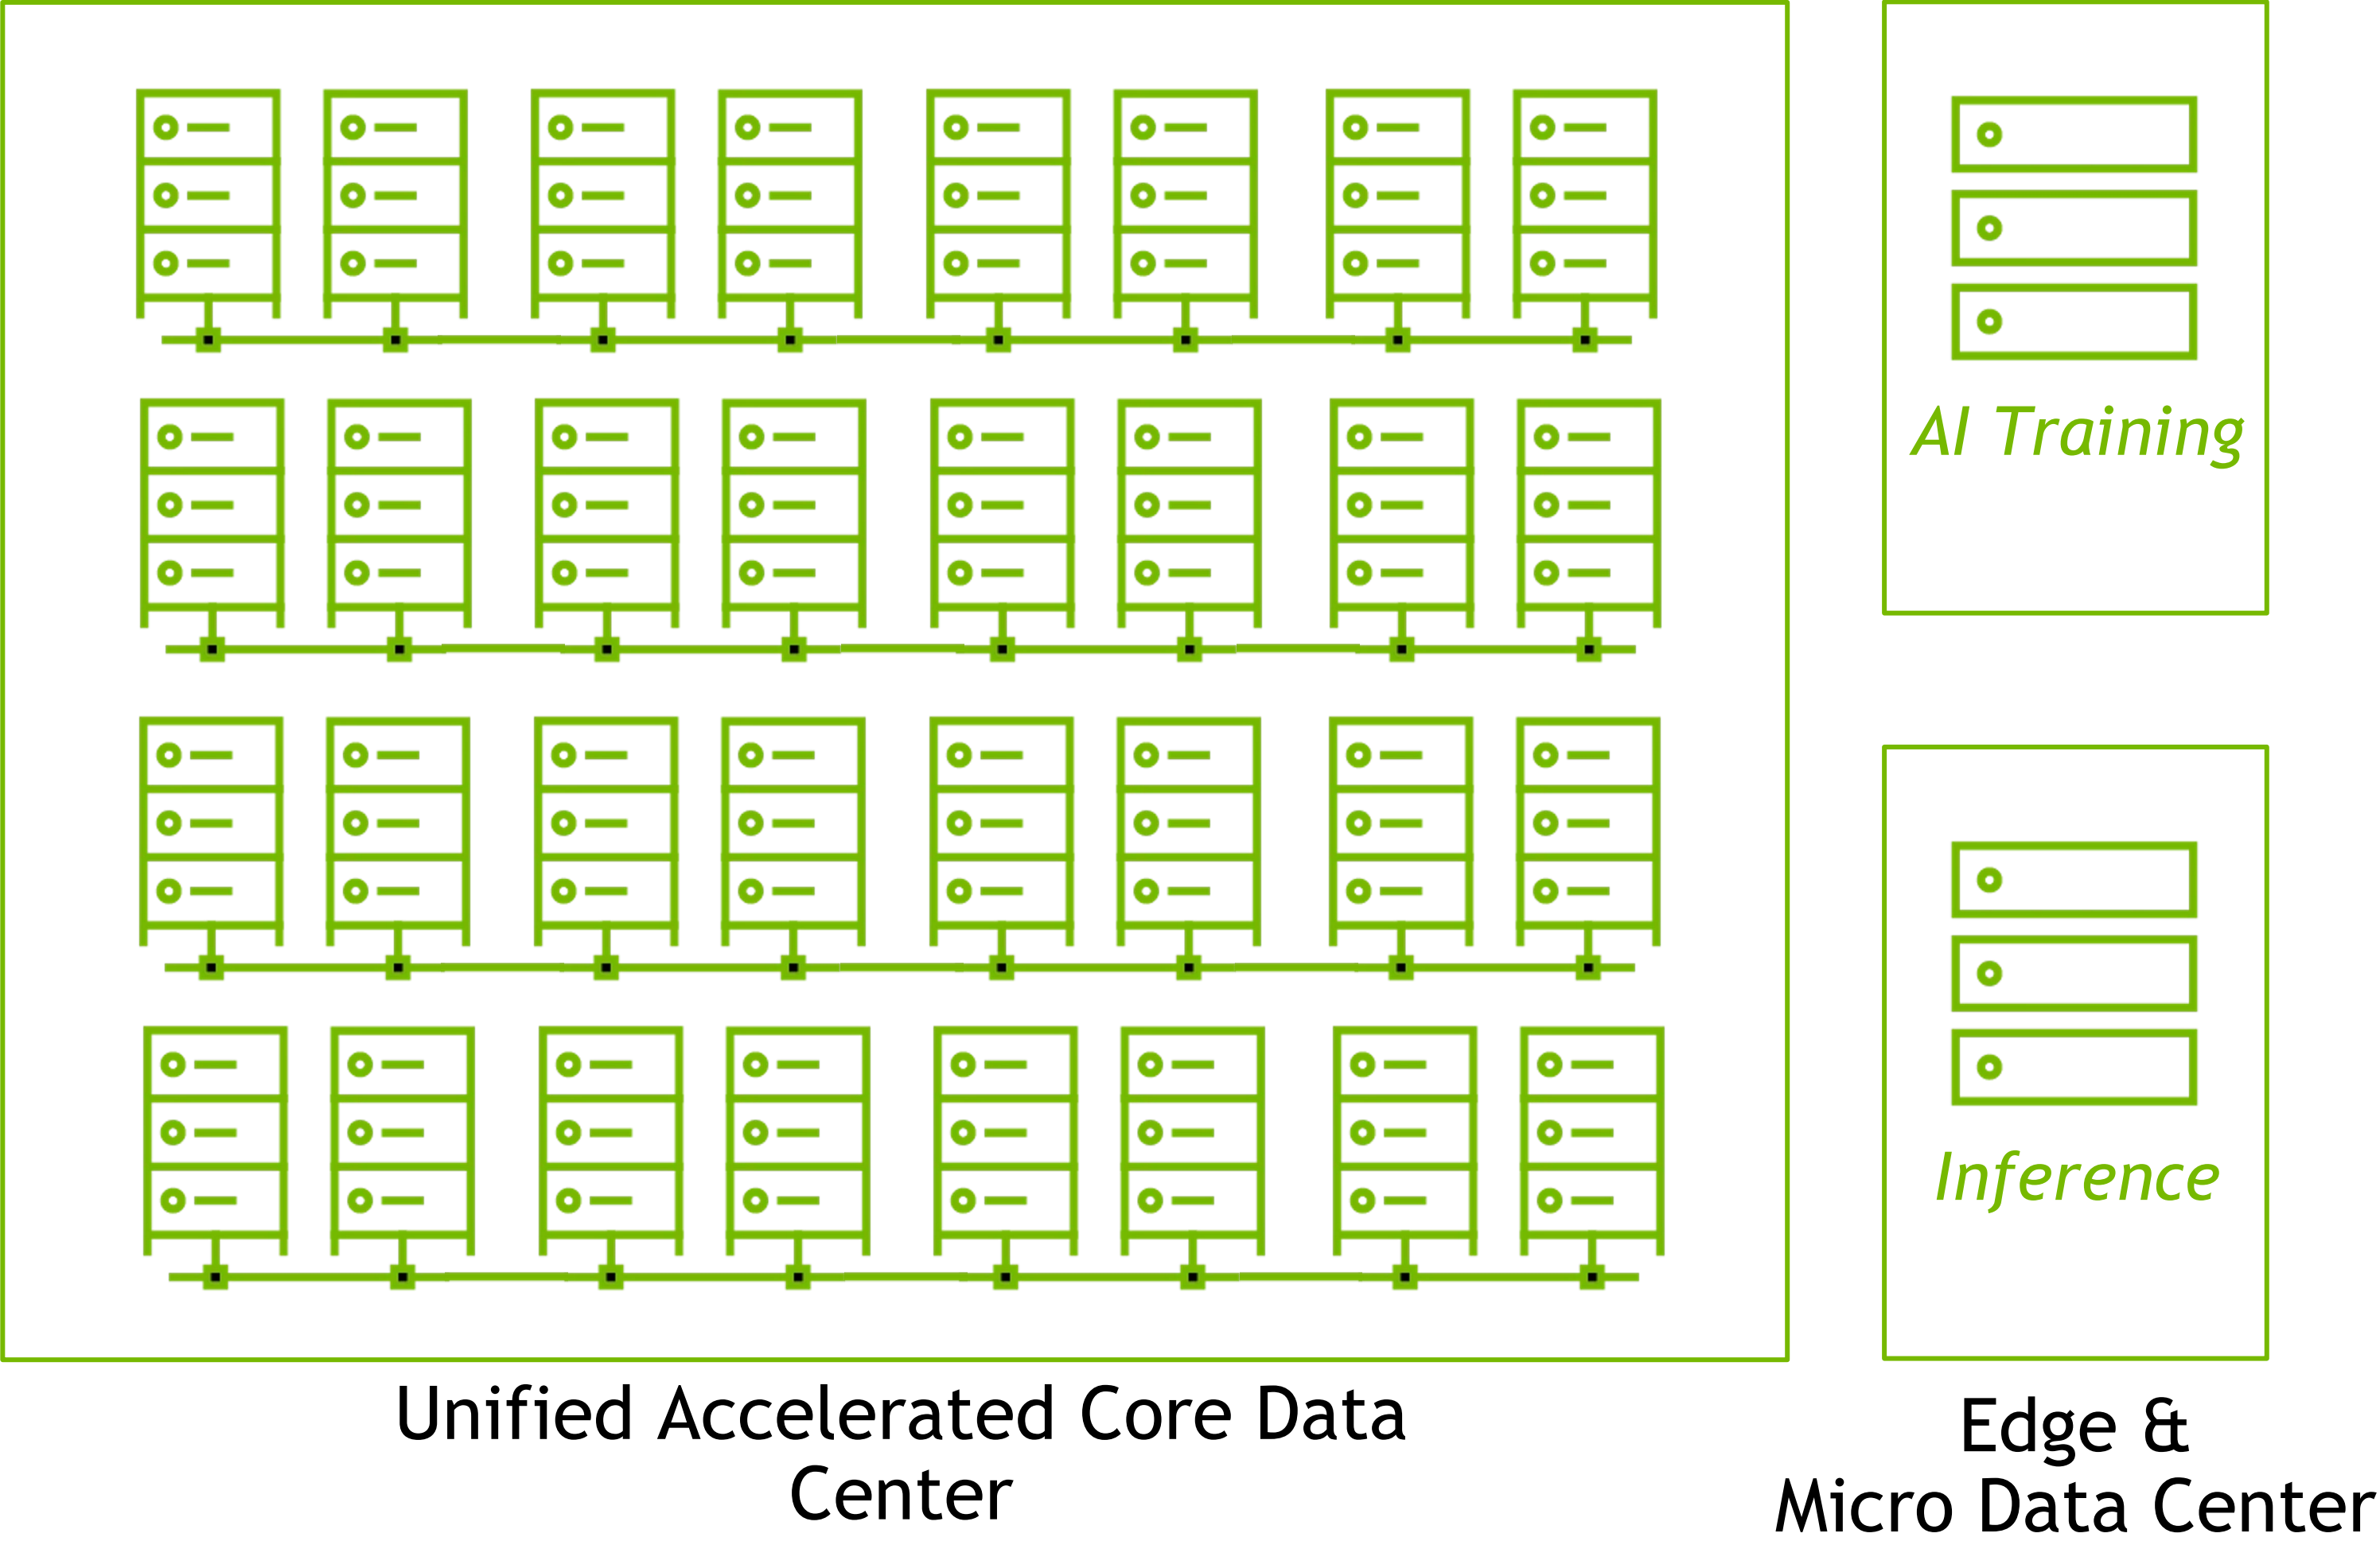 AI Training
Inference
Unified Accelerated Core Data
Center
Edge &
Micro Data Center